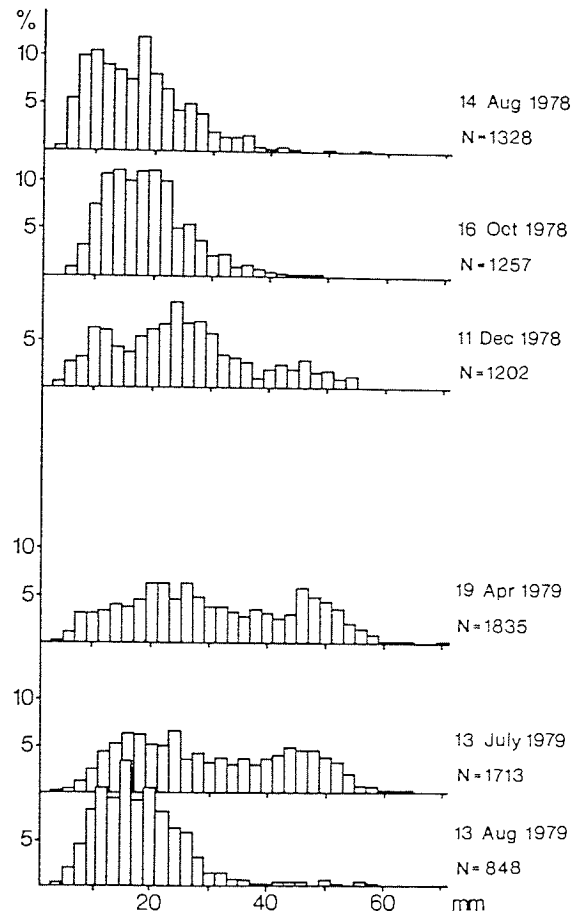 %
10
5
14 Aug 1978
N=1328
10
5
16 Oct 1978
N=1257
5
11 Dec 1978
N=1202
10
5
19 Apr 1979
N=1835
10
5
13 July 1979
N=1713
5
13 Aug 1979
N=848
20 40 60 mm